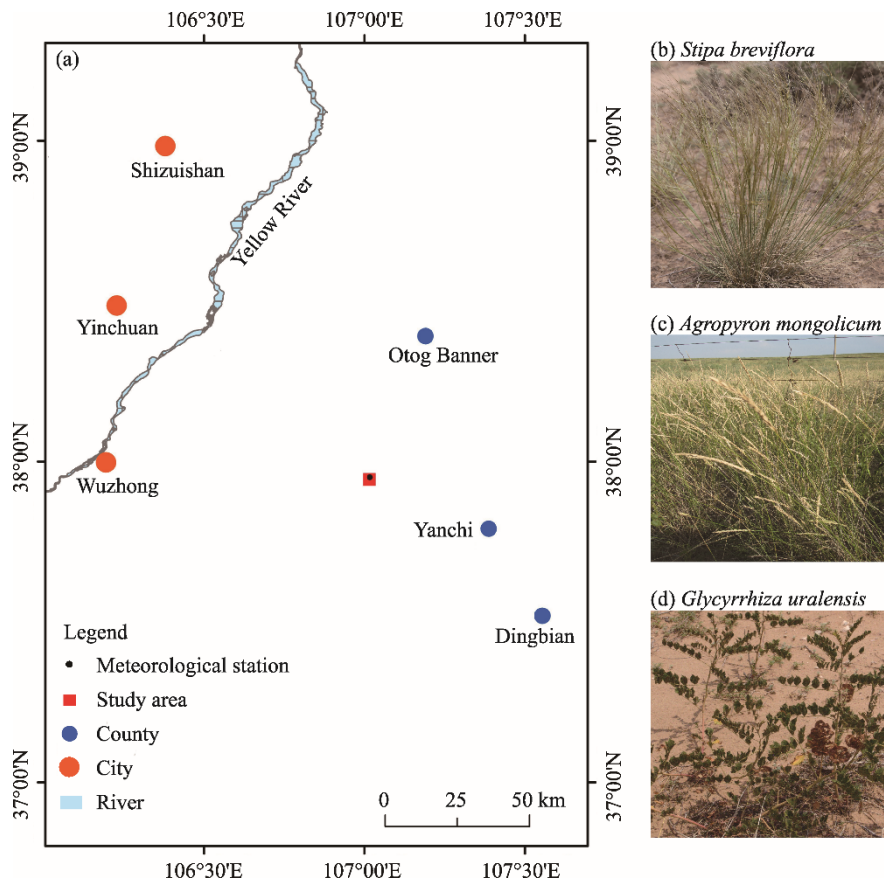 106°30'E 107°00'E 107°30'E
(a)
39°00'N
39°00'N
Shizuishan
Yellow River
Yinchuan
Otog Banner
38°00'N
38°00'N
Wuzhong
Yanchi
Dingbian
Legend
Meteorological station
Study area
County
City
River
37°00'N
37°00'N
0 25 50 km
106°30'E 107°00'E 107°30'E
(b) Stipa breviflora
(c) Agropyron mongolicum
(d) Glycyrrhiza uralensis